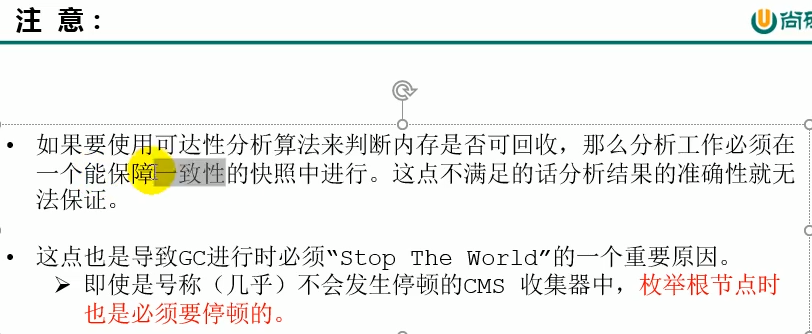 注 意：
尚硅
• 如果要使用可达性分析算法来判断内存是否可回收，那么分析工作必须在
一个能保障一致性的快照中进行。这点不满足的话分析结果的准确性就无
法保证。
• 这点也是导致GC进行时必须“Stop The World”的一个重要原因。
➢ 即使是号称（几乎）不会发生停顿的CMS 收集器中，枚举根节点时
也是必须要停顿的。